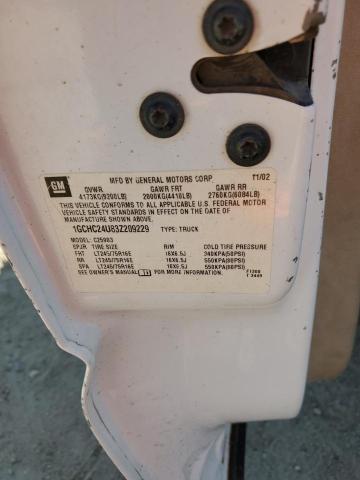 GM
MFD BY GENERAL MOTORS CORP 11/02
GVWR GAWR FRT GAWR RR
4173KG(9200LB) 2000KG(4410LB) 2760KG(6084LB)
THIS VEHICLE CONFORMS TO ALL APPLICABLE U.S. FEDERAL MOTOR
VEHICLE SAFETY STANDARDS IN EFFECT ON THE DATE OF
MANUFACTURE SHOWN ABOVE.
1GCHC24U83Z209229 TYPE: TRUCK
MODEL: C25903
SPJR: TIRE SIZE RIM COLD TIRE PRESSURE
FHT LT245/75R16E 16X6.5J 340KPA(50PSI)
RR LT245/75R16E 16X6.5J 550KPA(80PSI)
SPA LT245/75R16E 16X6.5J 550KPA(80PSI)
SEE OWNER'S MANUAL FOR MORE INFORMATION.